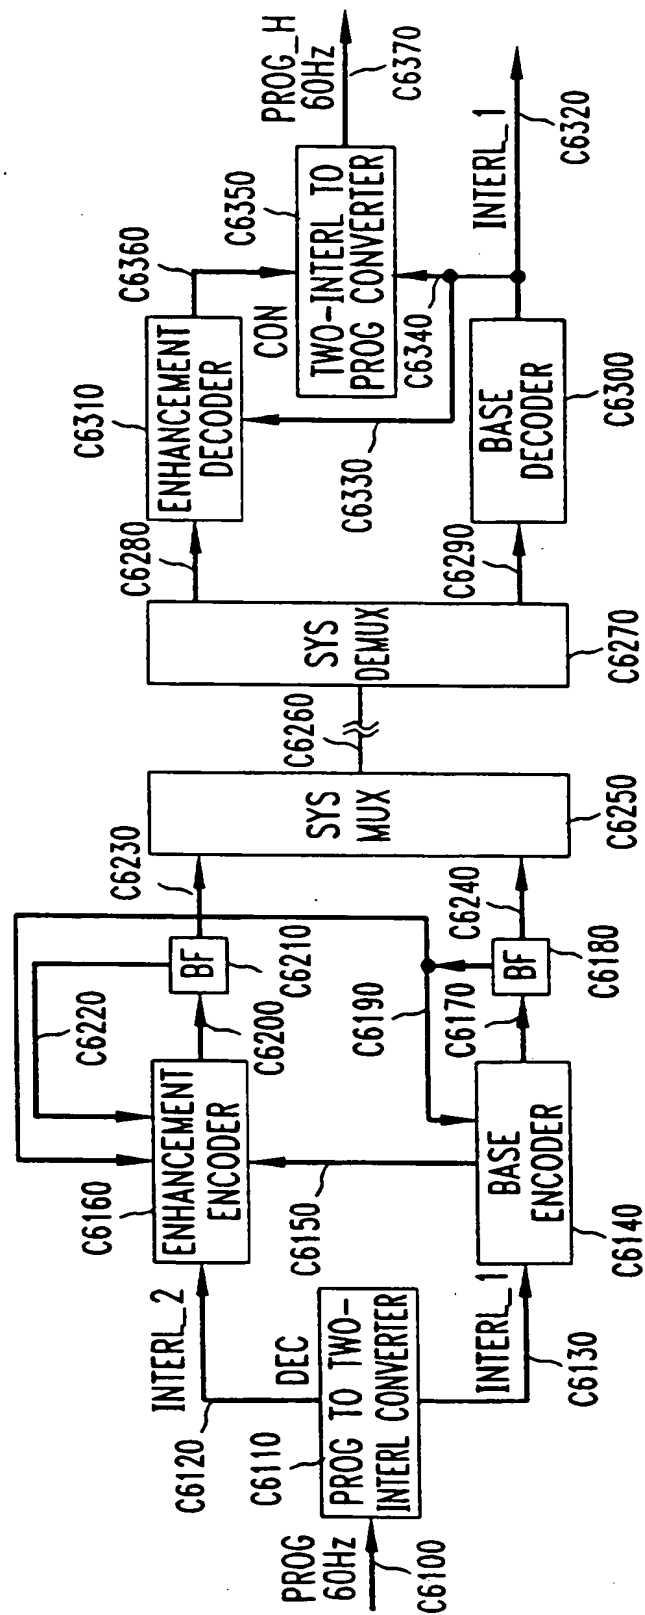 PROG
60Hz
C6100
C6110
PROG TO TWO-
INTERL CONVERTER
DEC
C6120
INTERL_2
INTERL_1
C6130
C6160
ENHANCEMENT
ENCODER
C6150
BASE
ENCODER
C6140
C6220
C6200
BF
C6210
C6190
C6170
BF
C6180
C6230
C6240
SYS
MUX
C6250
C6260
SYS
DEMUX
C6270
C6280
C6290
C6310
ENHANCEMENT
DECODER
C6330
BASE
DECODER
C6300
C6360
CON
C6350
TWO-INTERL TO
PROG CONVERTER
C6340
PROG_H
60Hz
C6370
INTERL_1
C6320